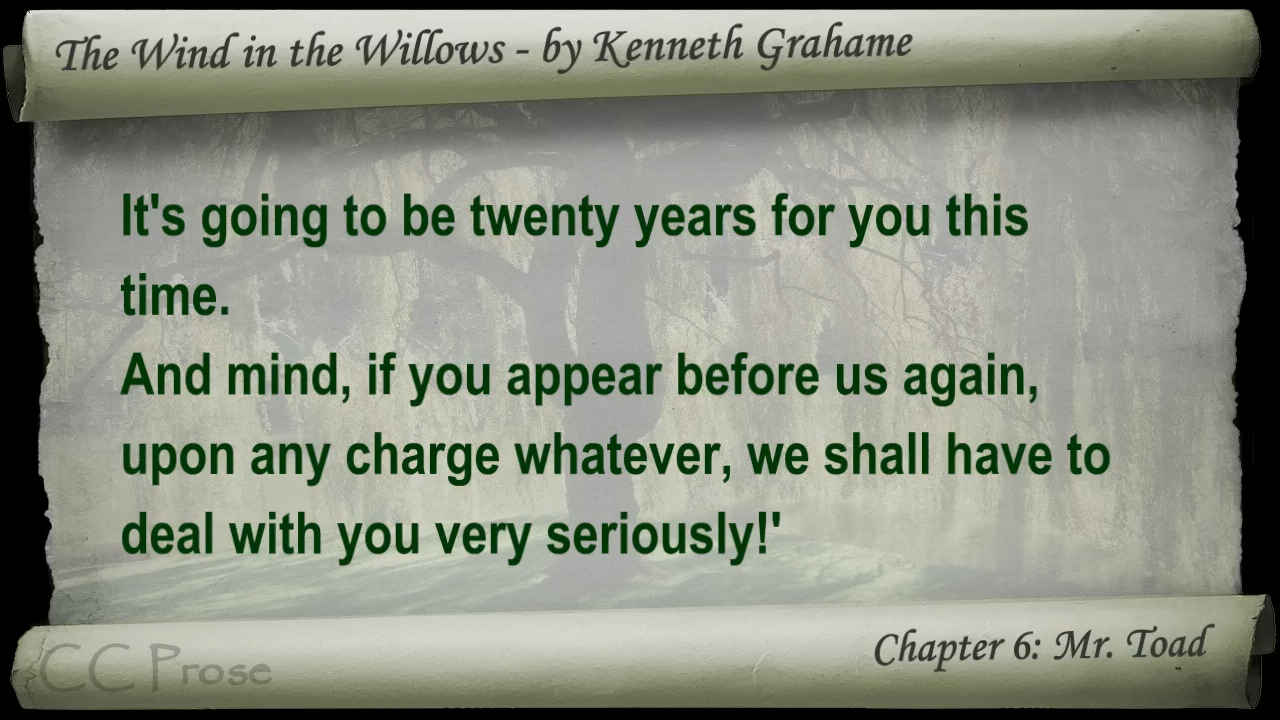 The Wind in the Willows - by Kenneth Grahame
It's going to be twenty years for you this
time.
And mind, if you appear before us again,
upon any charge whatever, we shall have to
deal with you very seriously!'
CC Prose
Chapter 6: Mr. Toad